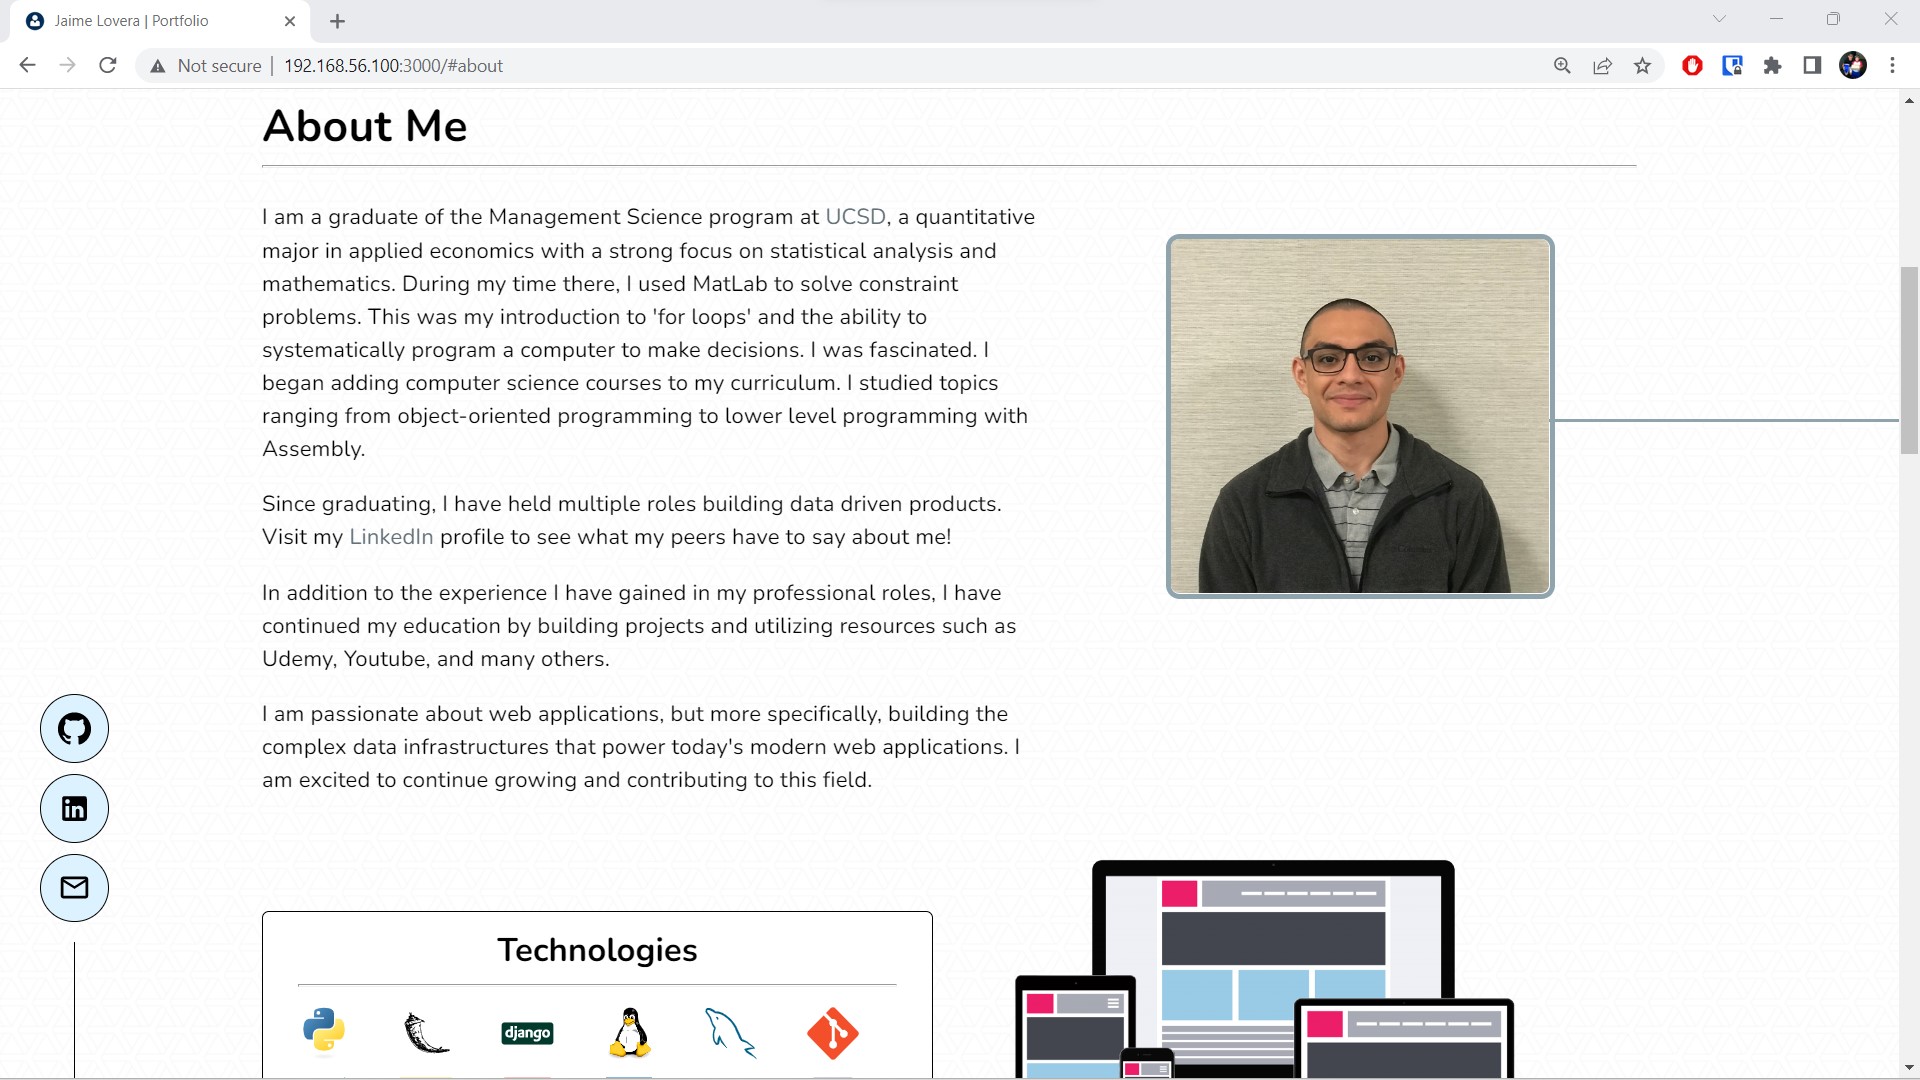 Jaime Lovera | Portfolio
Not secure | 192.168.56.100:3000/#about
About Me
I am a graduate of the Management Science program at UCSD, a quantitative
major in applied economics with a strong focus on statistical analysis and
mathematics. During my time there, I used MatLab to solve constraint
problems. This was my introduction to 'for loops' and the ability to
systematically program a computer to make decisions. I was fascinated. I
began adding computer science courses to my curriculum. I studied topics
ranging from object-oriented programming to lower level programming with
Assembly.
Since graduating, I have held multiple roles building data driven products.
Visit my LinkedIn profile to see what my peers have to say about me!
In addition to the experience I have gained in my professional roles, I have
continued my education by building projects and utilizing resources such as
Udemy, Youtube, and many others.
I am passionate about web applications, but more specifically, building the
complex data infrastructures that power today's modern web applications. I
am excited to continue growing and contributing to this field.
in
Technologies
django